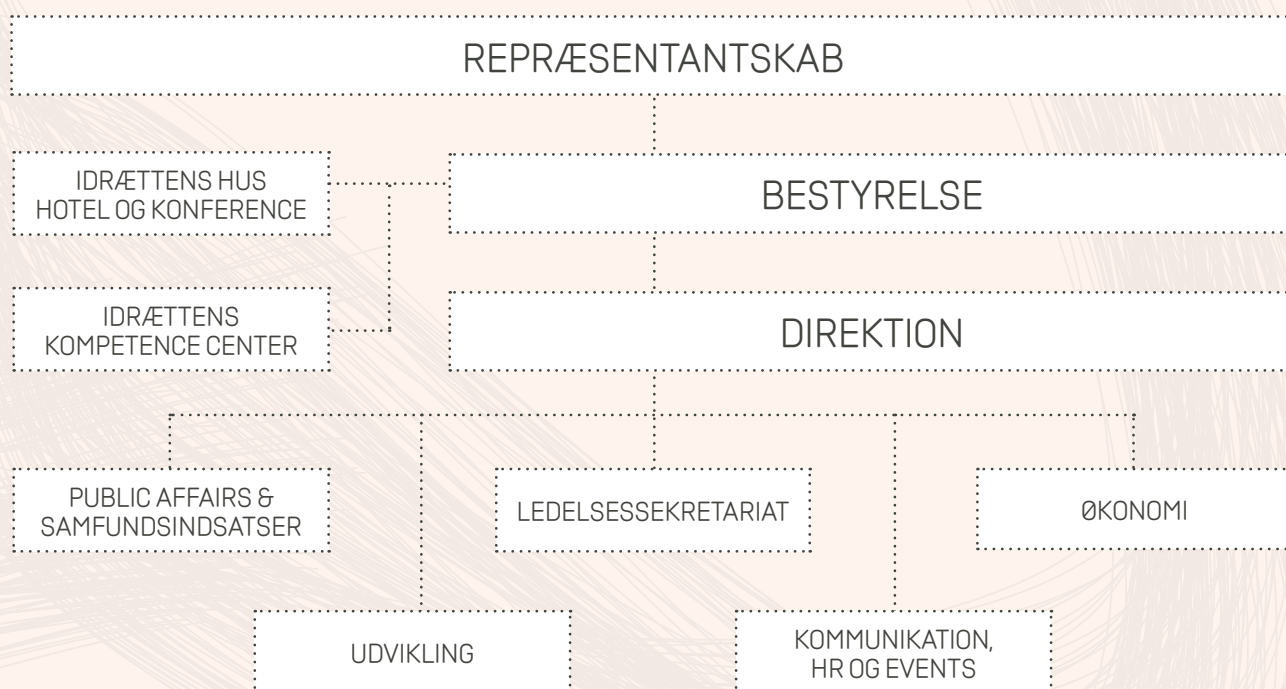 REPRÆSENTANTSKAB
IDRÆTTENS HUS
HOTEL OG KONFERENCE
BESTYRELSE
IDRÆTTENS
KOMPETENCE CENTER
DIREKTION
PUBLIC AFFAIRS &
SAMFUNDSINDSATSER
LEDELSESSEKRETARIAT
ØKONOMI
UDVIKLING
KOMMUNIKATION,
HR OG EVENTS